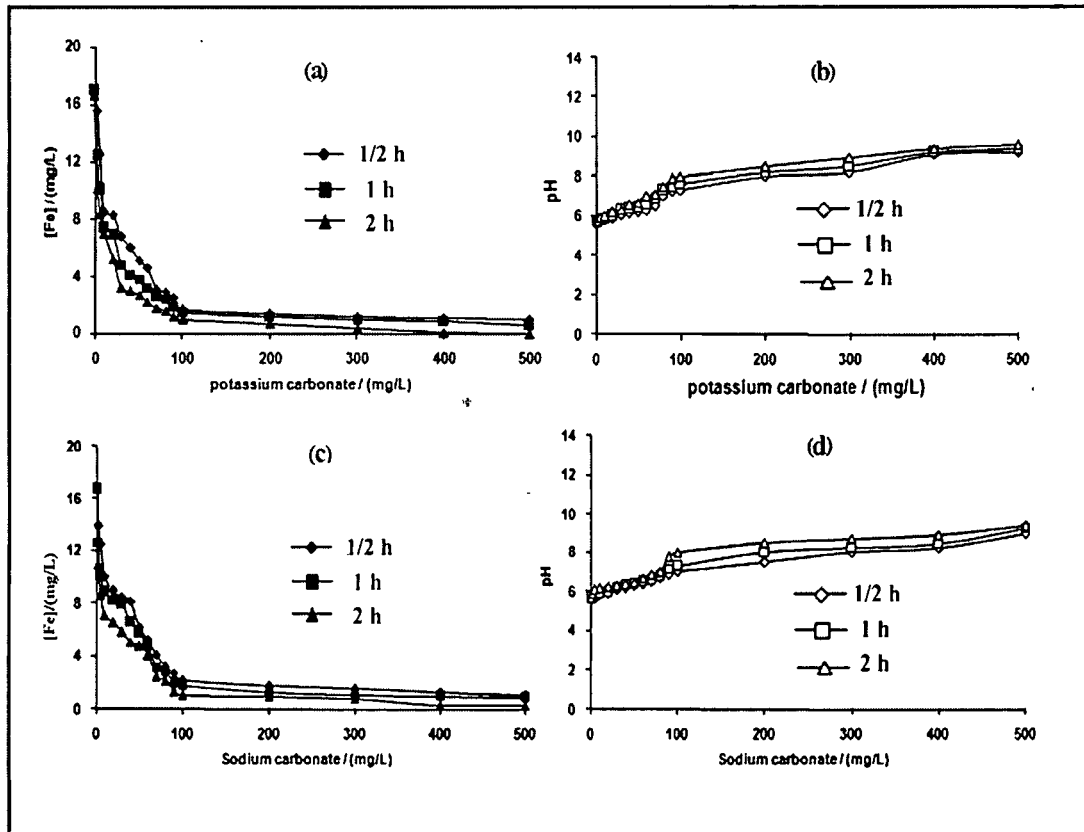 (a)
[Fe] / (mg/L)
20
16
12
8
4
0
1/2 h
1 h
2 h
0 100 200 300 400 500
potassium carbonate / (mg/L)
(b)
pH
14
12
10
8
6
4
2
0
1/2 h
1 h
2 h
0 100 200 300 400 500
potassium carbonate / (mg/L)
(c)
[Fe]/(mg/L)
20
16
12
8
4
0
1/2 h
1 h
2 h
0 100 200 300 400 500
Sodium carbonate / (mg/L)
(d)
pH
14
12
10
8
6
4
2
0
1/2 h
1 h
2 h
0 100 200 300 400 500
Sodium carbonate / (mg/L)